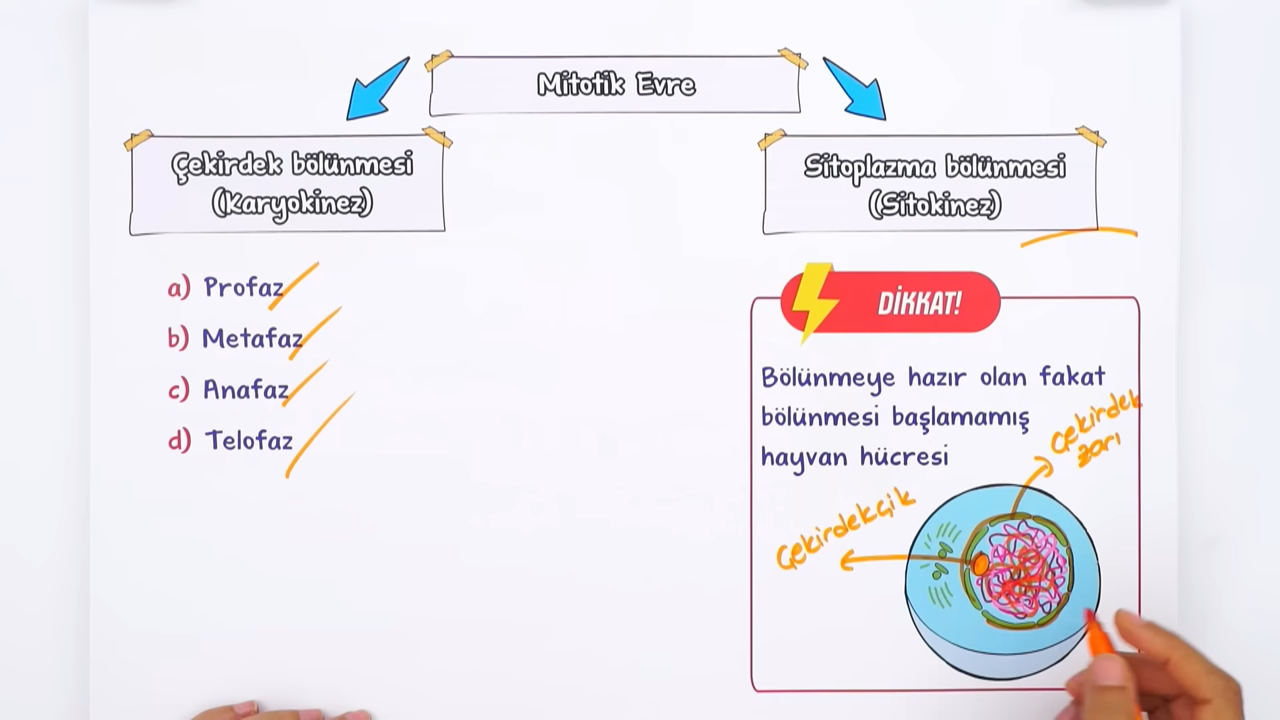 Mitotik Evre
Çekirdek bölünmesi
(Karyokinez)
a) Profaz
b) Metafaz
c) Anafaz
d) Telofaz
Sitoplazma bölünmesi
(Sitokinez)
DİKKAT!
Bölünmeye hazır olan fakat
bölünmesi başlamamış
hayvan hücresi
Çekirdek
zarı
Çekirdekçik